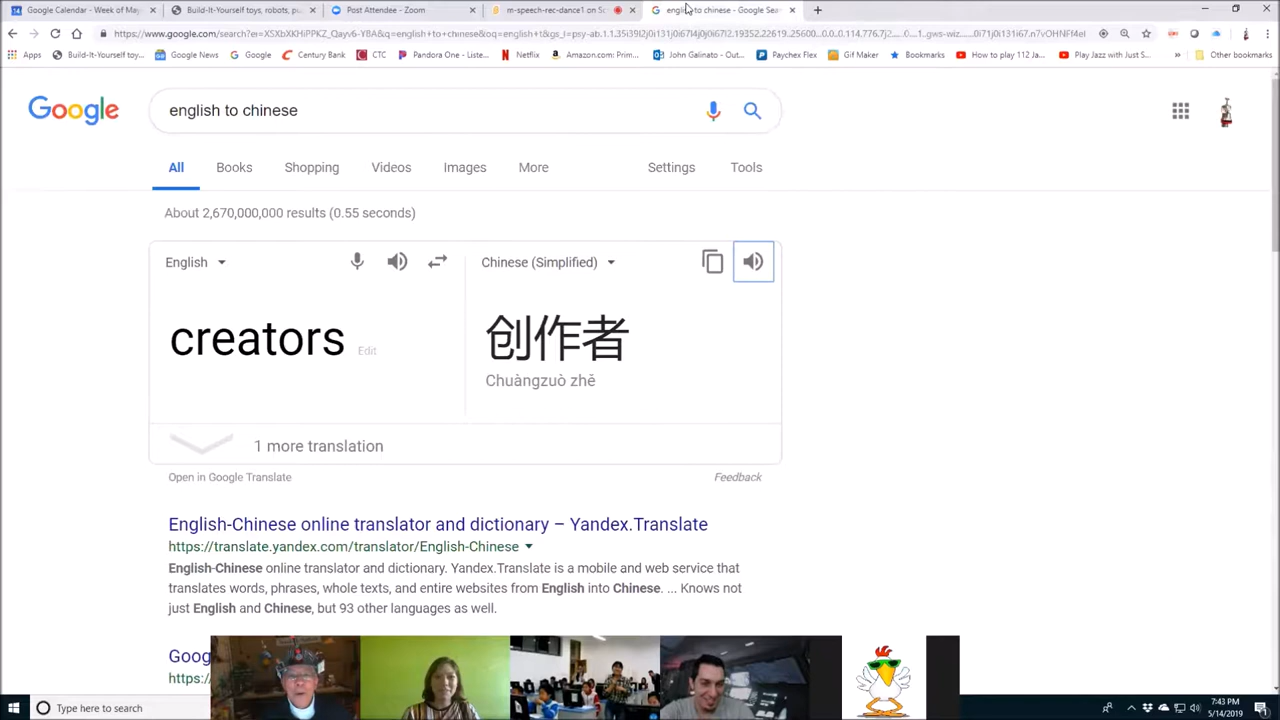 Google Calendar - Week of May
Build-It-Yourself toys, robots, pu
Post Attendee - Zoom
m-speech-rec-dance1 on Sc
english to chinese - Google Sea
Apps
Build-It-Yourself toy...
Google News
Google
Century Bank
CTC
Pandora One - Liste...
Netflix
Amazon.com: Prim...
John Galinato - Out...
Paychex Flex
Gif Maker
Bookmarks
How to play 112 Ja...
Play Jazz with Just S...
Other bookmarks
Google
english to chinese
All
Books
Shopping
Videos
Images
More
Settings
Tools
About 2,670,000,000 results (0.55 seconds)
English
Chinese (Simplified)
creators
Edit
创作者
Chuàngzuò zhě
1 more translation
Open in Google Translate
Feedback
English-Chinese online translator and dictionary – Yandex.Translate
https://translate.yandex.com/translator/English-Chinese
English-Chinese online translator and dictionary. Yandex.Translate is a mobile and web service that
translates words, phrases, whole texts, and entire websites from English into Chinese. ... Knows not
just English and Chinese, but 93 other languages as well.
Goog
https:/
Type here to search
7:43 PM
5/14/2019